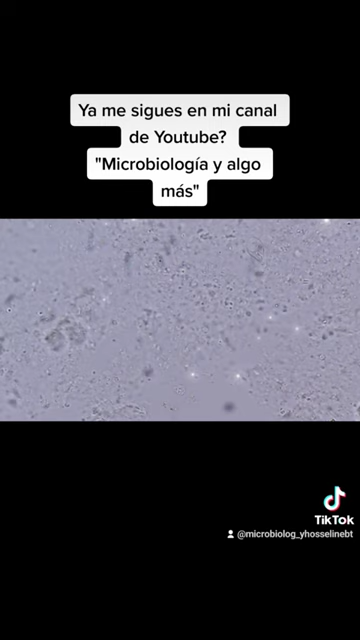 Ya me sigues en mi canal
de Youtube?
"Microbiología y algo
más"
TikTok
@microbiolog_yhosselinebt